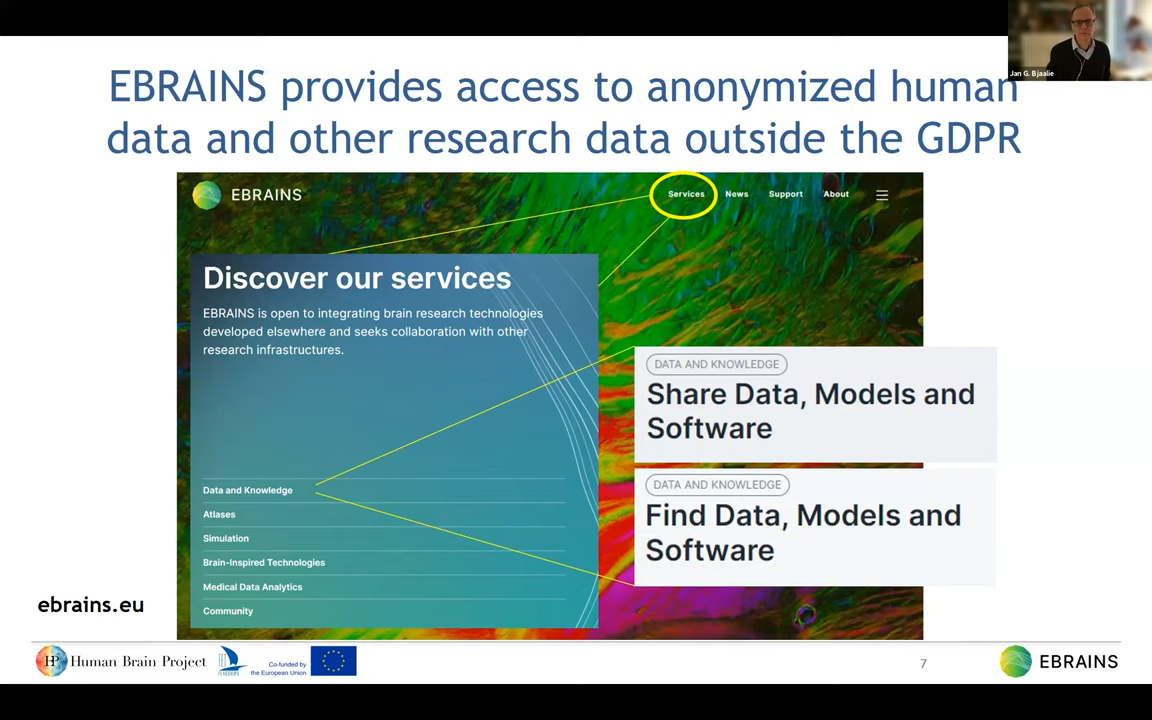 Jan G. Bjaalie
EBRAINS provides access to anonymized human
data and other research data outside the GDPR
EBRAINS
Services
News
Support
About
Discover our services
EBRAINS is open to integrating brain research technologies
developed elsewhere and seeks collaboration with other
research infrastructures.
Data and Knowledge
Atlases
Simulation
Brain-Inspired Technologies
Medical Data Analytics
Community
DATA AND KNOWLEDGE
Share Data, Models and
Software
DATA AND KNOWLEDGE
Find Data, Models and
Software
ebrains.eu
HP
Human Brain Project
Co-funded by
the European Union
7
EBRAINS